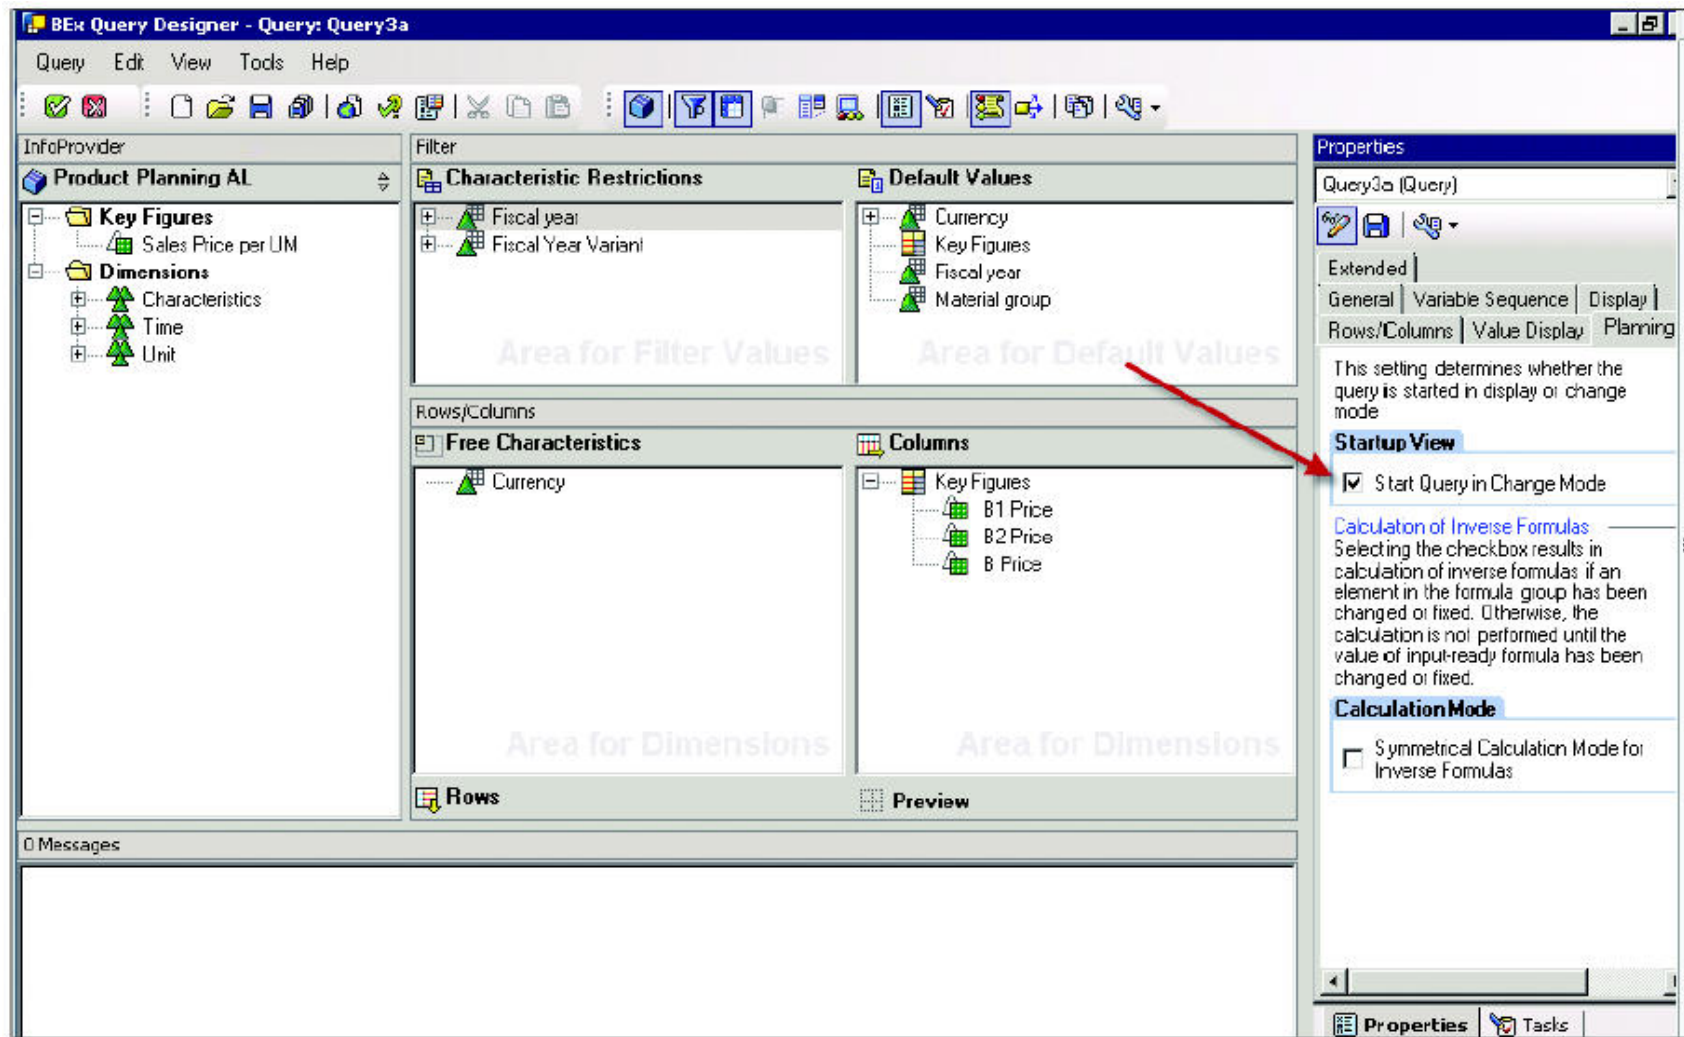 BEx Query Designer - Query: Query3a
Query Edit View Tools Help
InfoProvider
Product Planning AL
Key Figures
Sales Price per UM
Dimensions
Characteristics
Time
Unit
Filter
Characteristic Restrictions
Fiscal year
Fiscal Year Variant
Area for Filter Values
Default Values
Currency
Key Figures
Fiscal year
Material group
Area for Default Values
Rows/Columns
Free Characteristics
Currency
Area for Dimensions
Columns
Key Figures
B1 Price
B2 Price
B Price
Area for Dimensions
Rows
Preview
0 Messages
Properties
Query3a (Query)
Extended
General Variable Sequence Display
Rows/Columns Value Display Planning
This setting determines whether the
query is started in display or change
mode
Startup View
Start Query in Change Mode
Calculation of Inverse Formulas
Selecting the checkbox results in
calculation of inverse formulas if an
element in the formula group has been
changed or fixed. Otherwise, the
calculation is not performed until the
value of input-ready formula has been
changed or fixed.
Calculation Mode
Symmetrical Calculation Mode for
Inverse Formulas
Properties Tasks